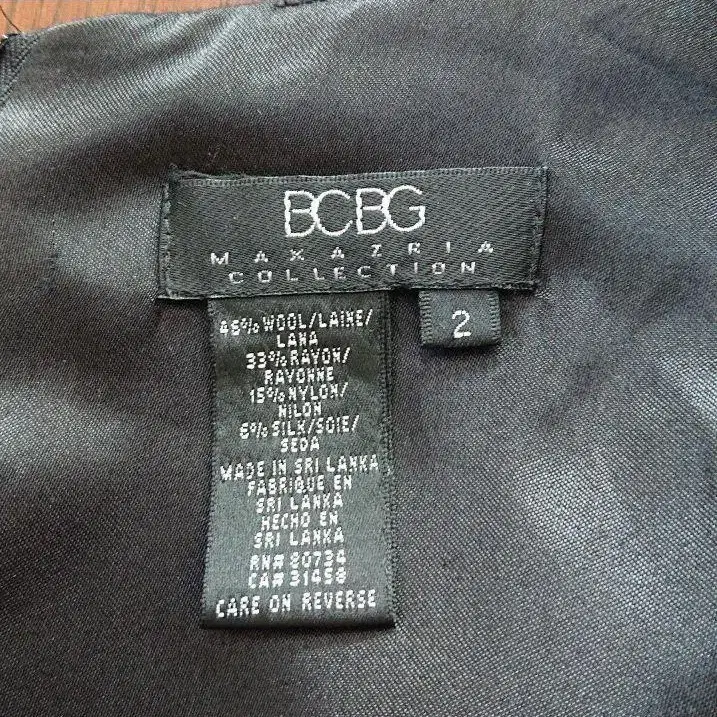 BCBG
MAXAZRIA
COLLECTION
2
46% WOOL/LAINE/
LANA
33% RAYON/
RAYONNE
15% NYLON/
NILON
6% SILK/SOIE/
SEDA
MADE IN SRI LANKA
FABRIQUE EN
SRI LANKA
HECHO EN
SRI LANKA
RN# 80734
CA# 31458
CARE ON REVERSE